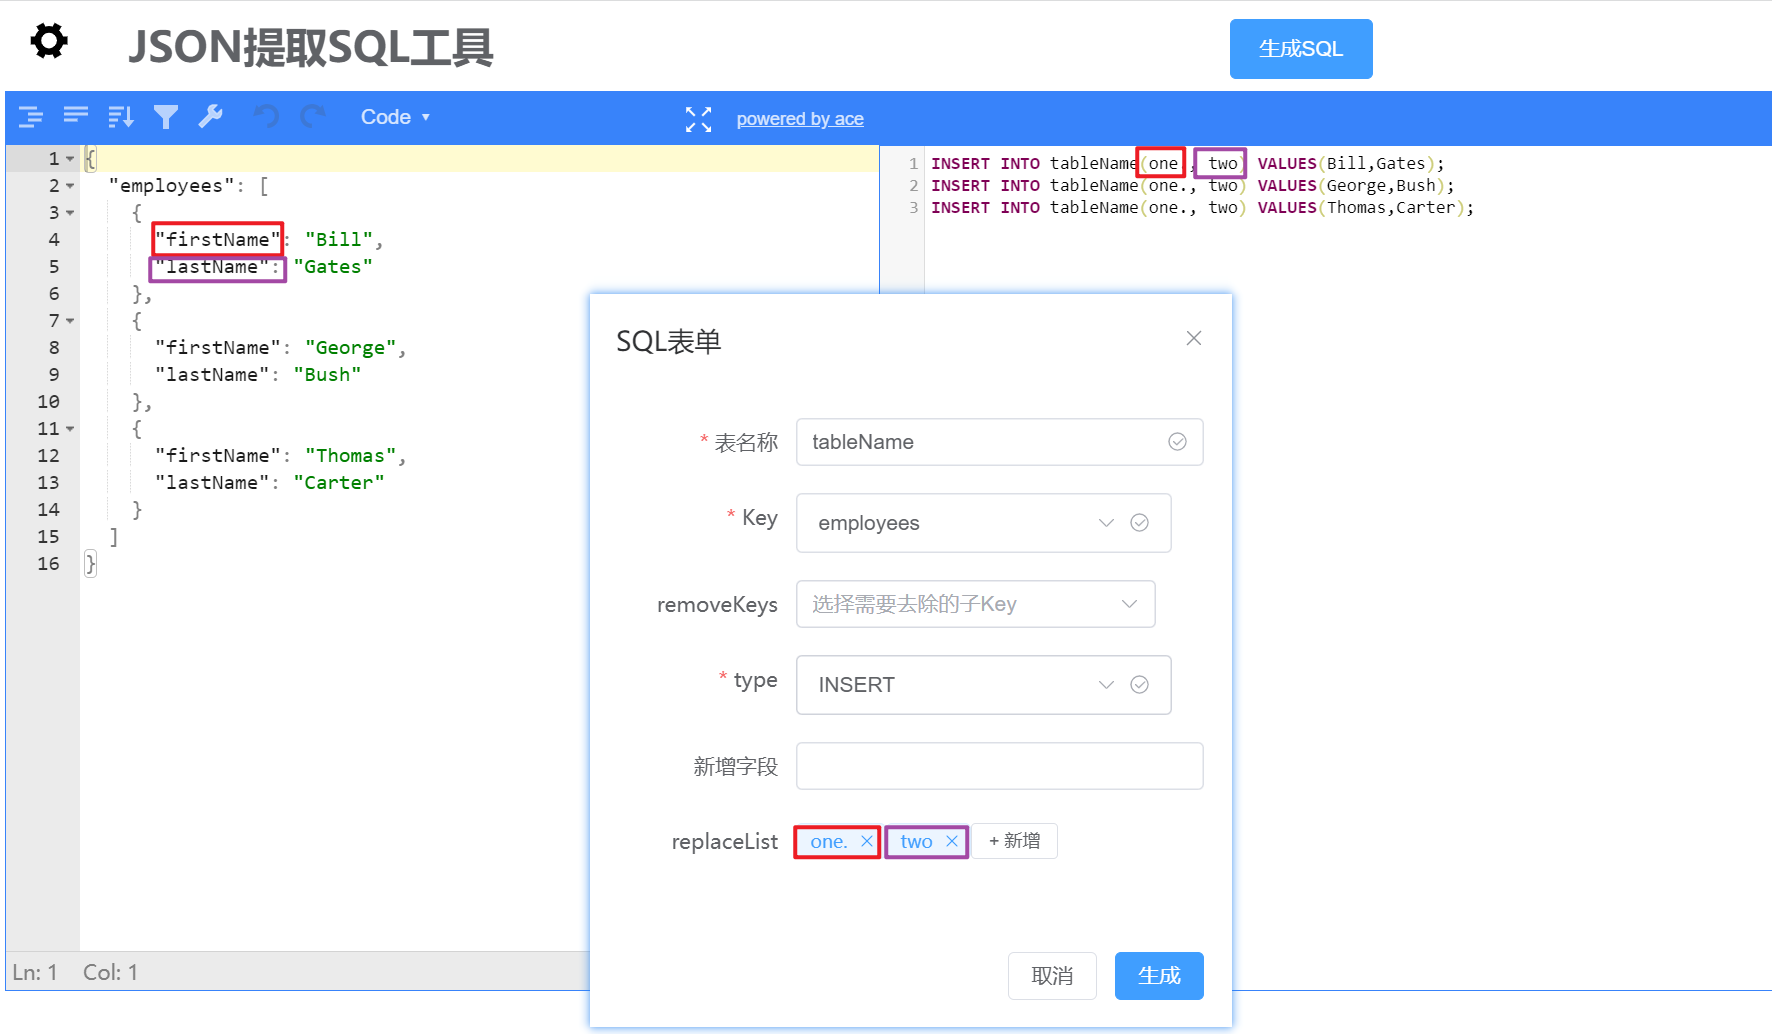 JSON提取SQL工具
生成SQL
Code
powered by ace
1 {
2 "employees": [
3 {
4 "firstName": "Bill",
5 "lastName": "Gates"
6 },
7 {
8 "firstName": "George",
9 "lastName": "Bush"
10 },
11 {
12 "firstName": "Thomas",
13 "lastName": "Carter"
14 }
15 ]
16 }
1 INSERT INTO tableName(one., two) VALUES(Bill,Gates);
2 INSERT INTO tableName(one., two) VALUES(George,Bush);
3 INSERT INTO tableName(one., two) VALUES(Thomas,Carter);
SQL表单
* 表名称 tableName
* Key employees
removeKeys 选择需要去除的子Key
* type INSERT
新增字段
replaceList one. two + 新增
取消 生成
Ln: 1 Col: 1